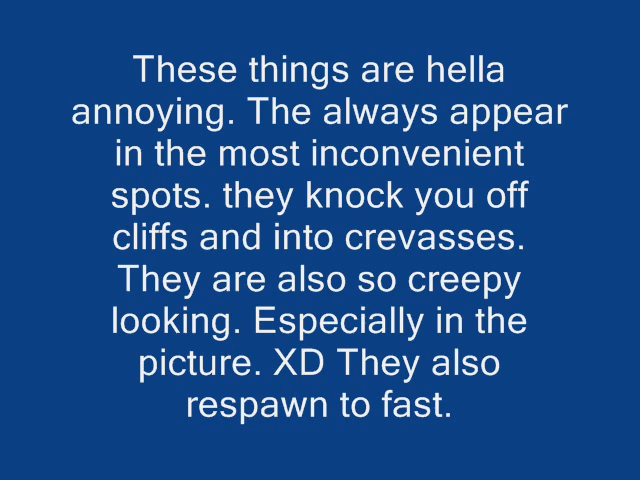 These things are hella
annoying. The always appear
in the most inconvenient
spots. they knock you off
cliffs and into crevasses.
They are also so creepy
looking. Especially in the
picture. XD They also
respawn to fast.